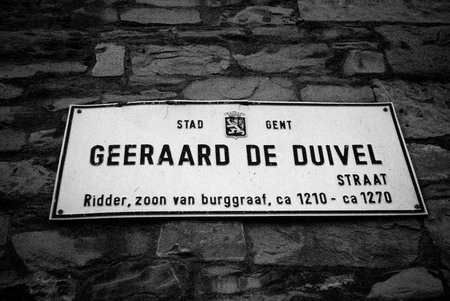 STAD GENT
GEERAARD DE DUIVEL
STRAAT
Ridder, zoon van burggraaf, ca 1210 - ca 1270